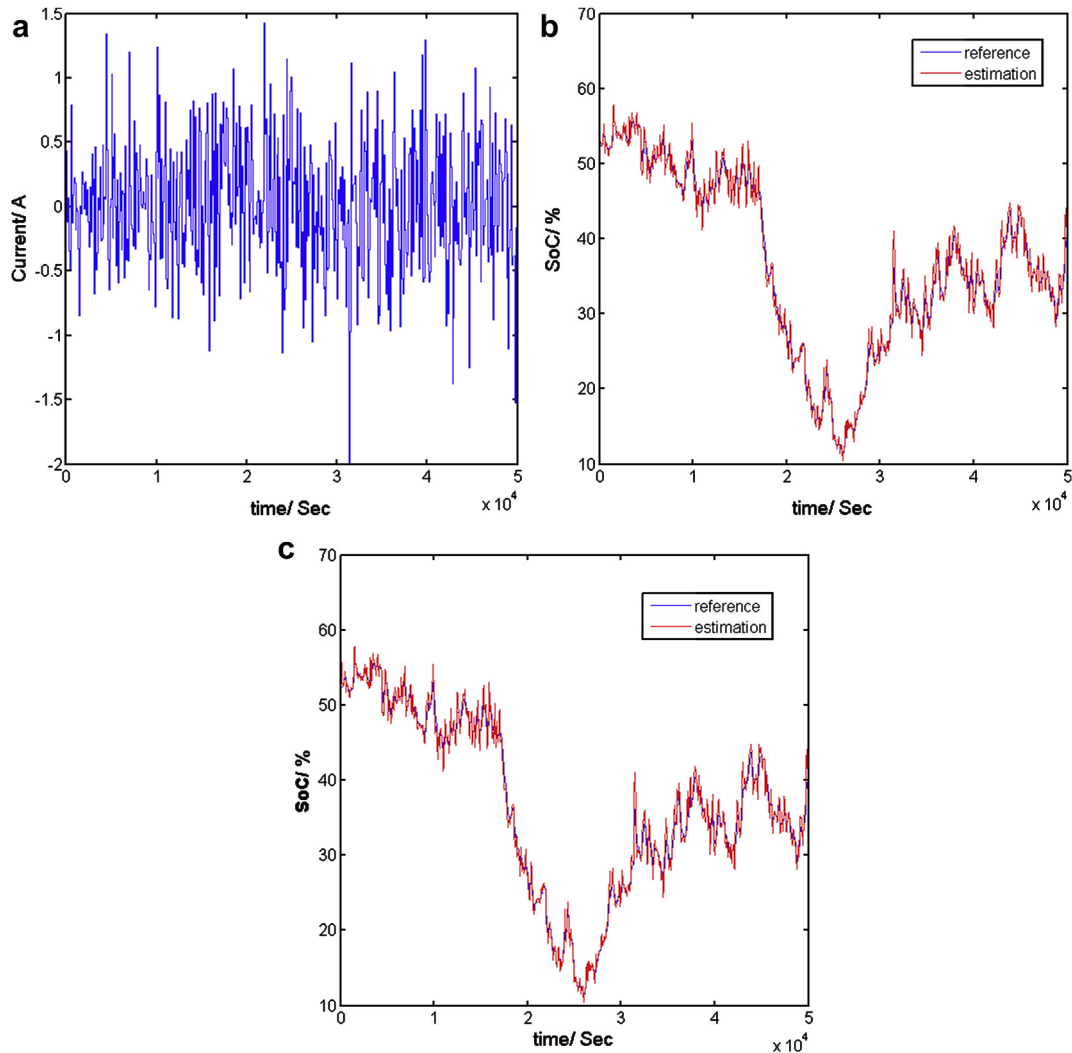 a
1.5
1
0.5
0
-0.5
-1
-1.5
-2
Current/ A
0
1
2
3
4
5
x 10^4
time/ Sec
b
70
60
50
40
30
20
10
SoC/ %
reference
estimation
0
1
2
3
4
5
x 10^4
time/ Sec
c
70
60
50
40
30
20
10
SoC/ %
reference
estimation
0
1
2
3
4
5
x 10^4
time/ Sec